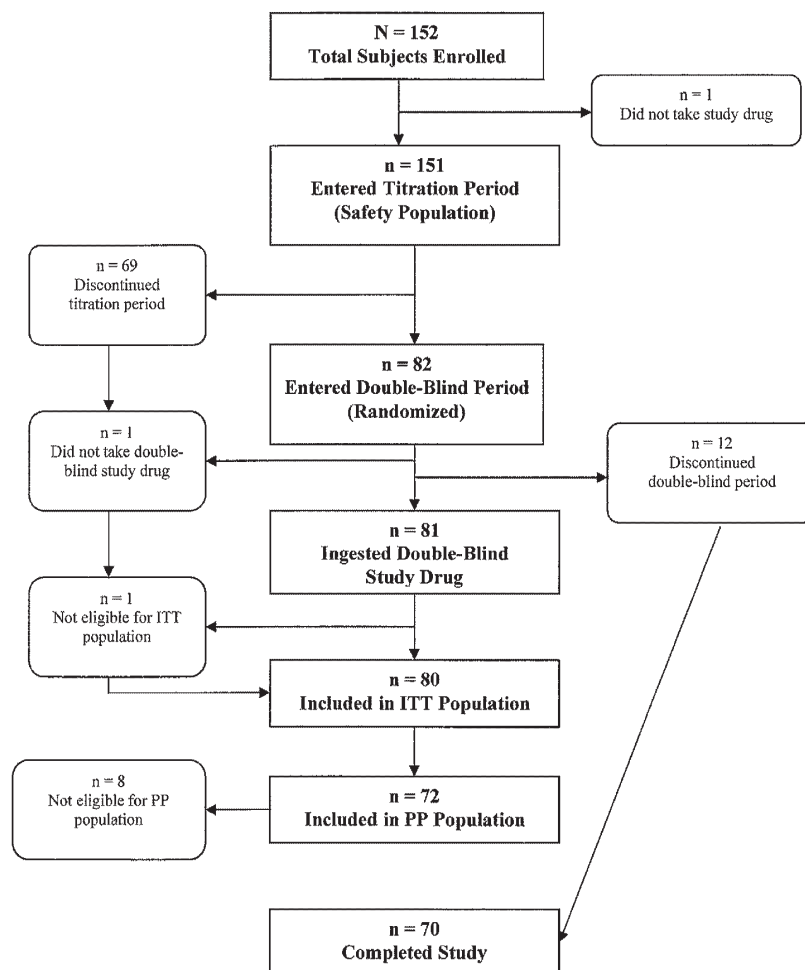 N = 152
Total Subjects Enrolled
n = 1
Did not take study drug
n = 151
Entered Titration Period
(Safety Population)
n = 69
Discontinued
titration period
n = 82
Entered Double-Blind Period
(Randomized)
n = 1
Did not take double-
blind study drug
n = 12
Discontinued
double-blind period
n = 81
Ingested Double-Blind
Study Drug
n = 1
Not eligible for ITT
population
n = 80
Included in ITT Population
n = 8
Not eligible for PP
population
n = 72
Included in PP Population
n = 70
Completed Study